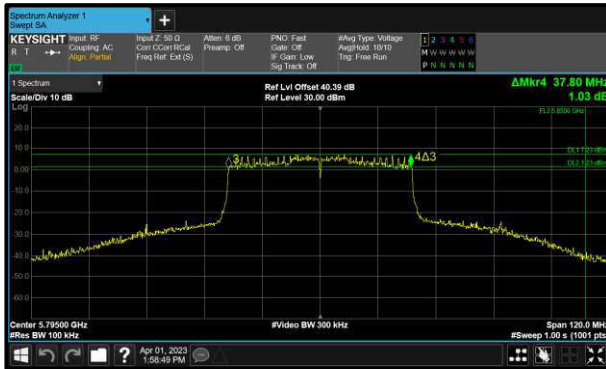 Spectrum Analyzer 1
Swept SA
+
KEYSIGHT
R T
Input: RF
Coupling: AC
Align: Partial
Input Z: 50 Ω
Corr CCorr RCal
Freq Ref: Ext (S)
Atten: 6 dB
Preamp: Off
PNO: Fast
Gate: Off
IF Gain: Low
Sig Track: Off
#Avg Type: Voltage
Avg|Hold: 10/10
Trig: Free Run
1 2 3 4 5 6
M W W W W W
P N N N N N
1 Spectrum
Scale/Div 10 dB
Ref Lvl Offset 40.39 dB
Ref Level 30.00 dBm
ΔMkr4 37.80 MHz
1.03 dB
Log
20.0
10.0
0.00
-10.0
-20.0
-30.0
-40.0
-50.0
-60.0
3
4Δ3
Center 5.79500 GHz
#Res BW 100 kHz
#Video BW 300 kHz
Span 120.0 MHz
#Sweep 1.00 s (1001 pts)
?
Apr 01, 2023
1:58:49 PM